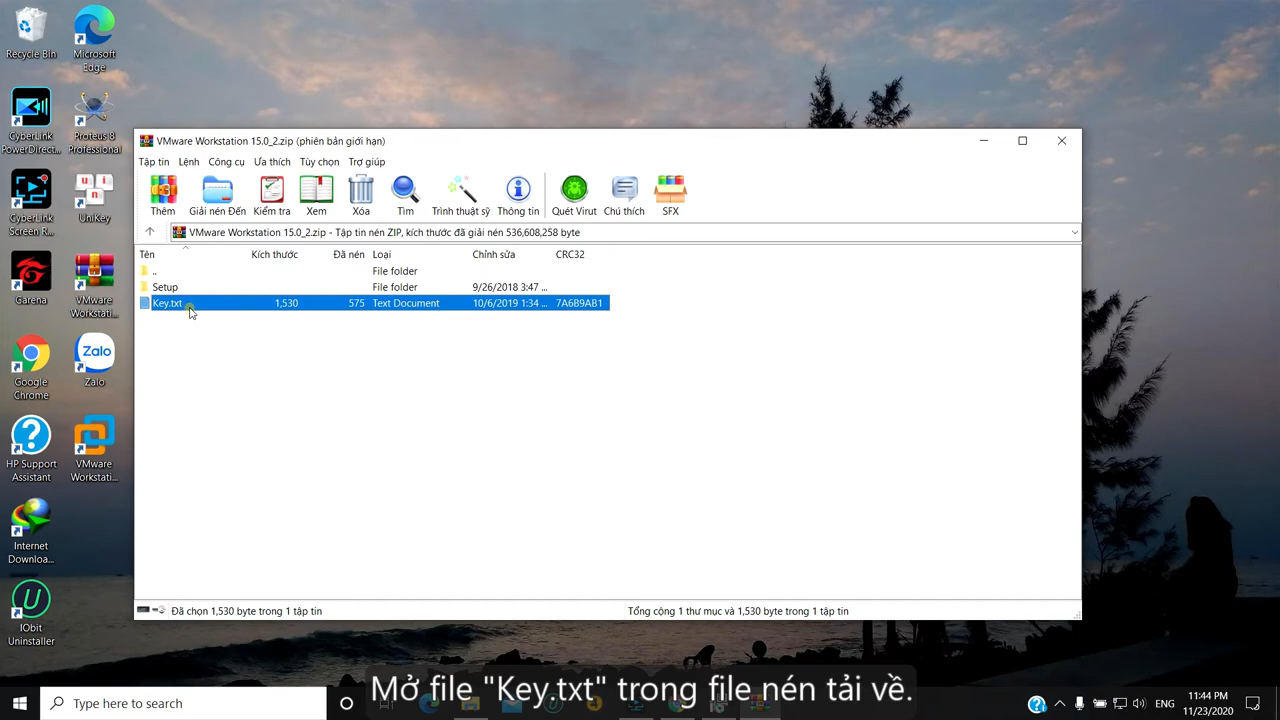 Recycle Bin
Microsoft
Edge
CyberLink
PowerDirect...
Proteus 8
Professional
CyberLink
Screen R...
UniKey
Garena
VMware
Workstati...
Google
Chrome
Zalo
HP Support
Assistant
VMware
Workstati...
Internet
Downloa...
IObit
Uninstaller
VMware Workstation 15.0_2.zip (phiên bản giới hạn)
Tập tin Lệnh Công cụ Ưa thích Tùy chọn Trợ giúp
Thêm Giải nén Đến Kiểm tra Xem Xóa Tìm Trình thuật sỹ Thông tin Quét Virut Chú thích SFX
VMware Workstation 15.0_2.zip - Tập tin nén ZIP, kích thước đã giải nén 536,608,258 byte
Tên Kích thước Đã nén Loại Chỉnh sửa CRC32
.. File folder
Setup File folder 9/26/2018 3:47 ...
Key.txt 1,530 575 Text Document 10/6/2019 1:34 ... 7A6B9AB1
Đã chọn 1,530 byte trong 1 tập tin Tổng cộng 1 thư mục và 1,530 byte trong 1 tập tin
Mở file "Key.txt" trong file nén tải về.
Type here to search
ENG
11:44 PM
11/23/2020